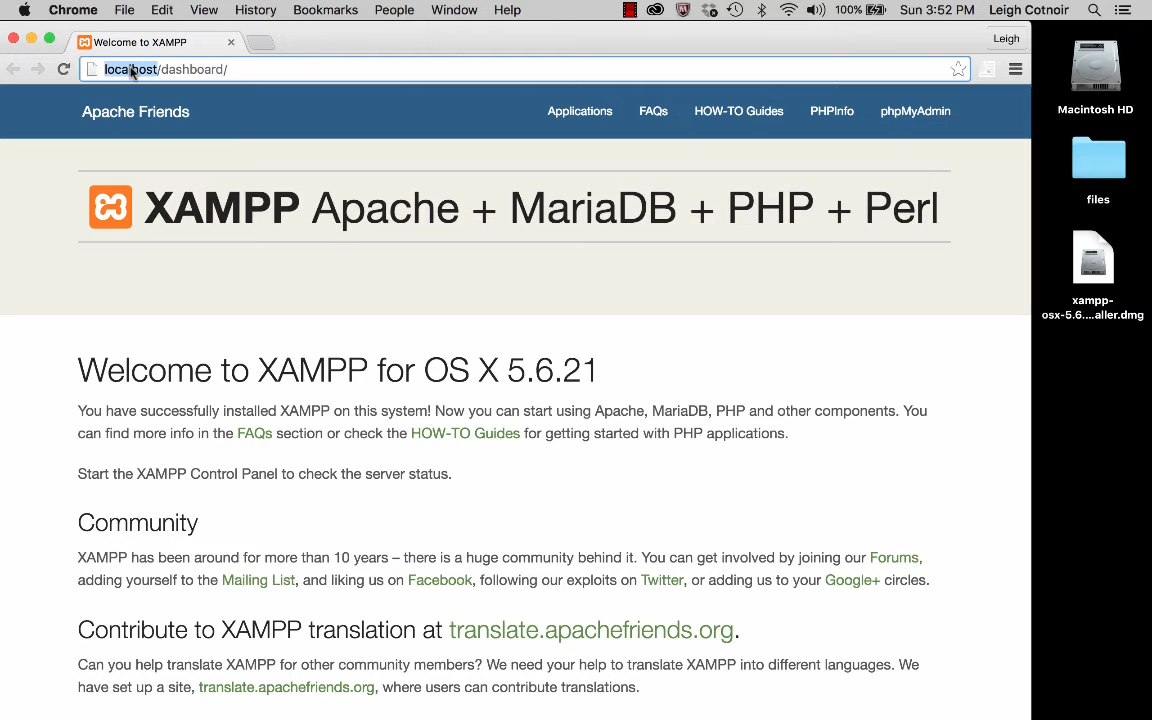 Chrome File Edit View History Bookmarks People Window Help 100% Sun 3:52 PM Leigh Cotnoir
Welcome to XAMPP
Leigh
localhost/dashboard/
Apache Friends Applications FAQs HOW-TO Guides PHPInfo phpMyAdmin
XAMPP Apache + MariaDB + PHP + Perl
Welcome to XAMPP for OS X 5.6.21
You have successfully installed XAMPP on this system! Now you can start using Apache, MariaDB, PHP and other components. You
can find more info in the FAQs section or check the HOW-TO Guides for getting started with PHP applications.
Start the XAMPP Control Panel to check the server status.
Community
XAMPP has been around for more than 10 years – there is a huge community behind it. You can get involved by joining our Forums,
adding yourself to the Mailing List, and liking us on Facebook, following our exploits on Twitter, or adding us to your Google+ circles.
Contribute to XAMPP translation at translate.apachefriends.org.
Can you help translate XAMPP for other community members? We need your help to translate XAMPP into different languages. We
have set up a site, translate.apachefriends.org, where users can contribute translations.
Macintosh HD
files
xampp-
osx-5.6....aller.dmg